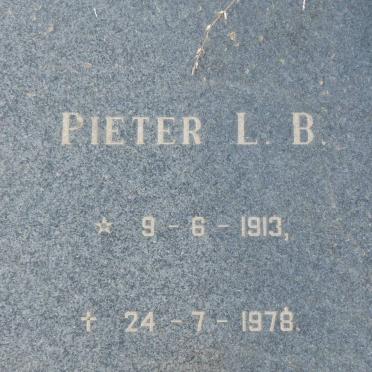 PIETER L. B.
☆ 9 - 6 - 1913,
✝ 24 - 7 - 1978.